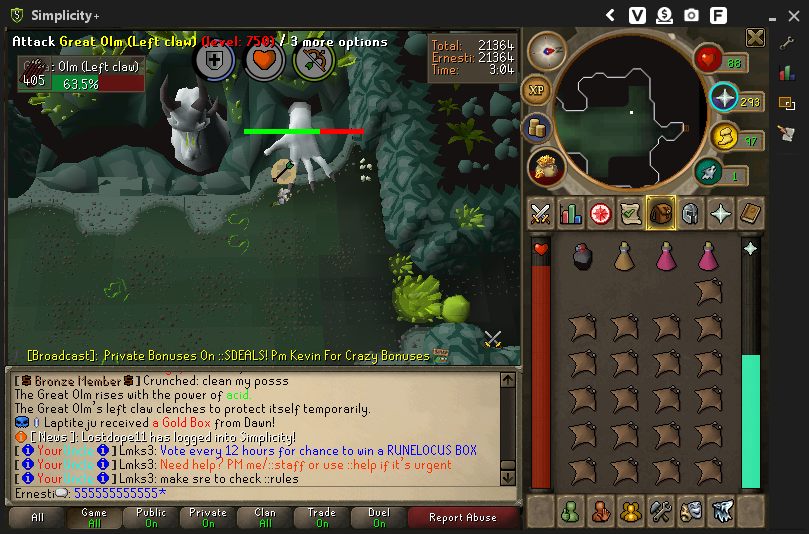 Simplicity+
Attack Great Olm (Left claw) (level: 750) / 3 more options
Total: 21364
Ernesti: 21364
Time: 3:04
Great Olm (Left claw)
405
63.5%
XP
88
293
97
1
[Broadcast]: Private Bonuses On ::SDEALS! Pm Kevin For Crazy Bonuses
[Bronze Member] Crunched: clean my posss
The Great Olm rises with the power of acid.
The Great Olm's left claw clenches to protect itself temporarily.
Laptiteju received a Gold Box from Dawn!
[News]: Lostdope11 has logged into Simplicity!
Lmks3: Vote every 12 hours for chance to win a RUNELOCUS BOX
Lmks3: Need help? PM me/::staff or use ::help if it's urgent
Lmks3: make sre to check ::rules
Ernesti: 555555555555*
All
Game All
Public On
Private On
Clan All
Trade On
Duel On
Report Abuse